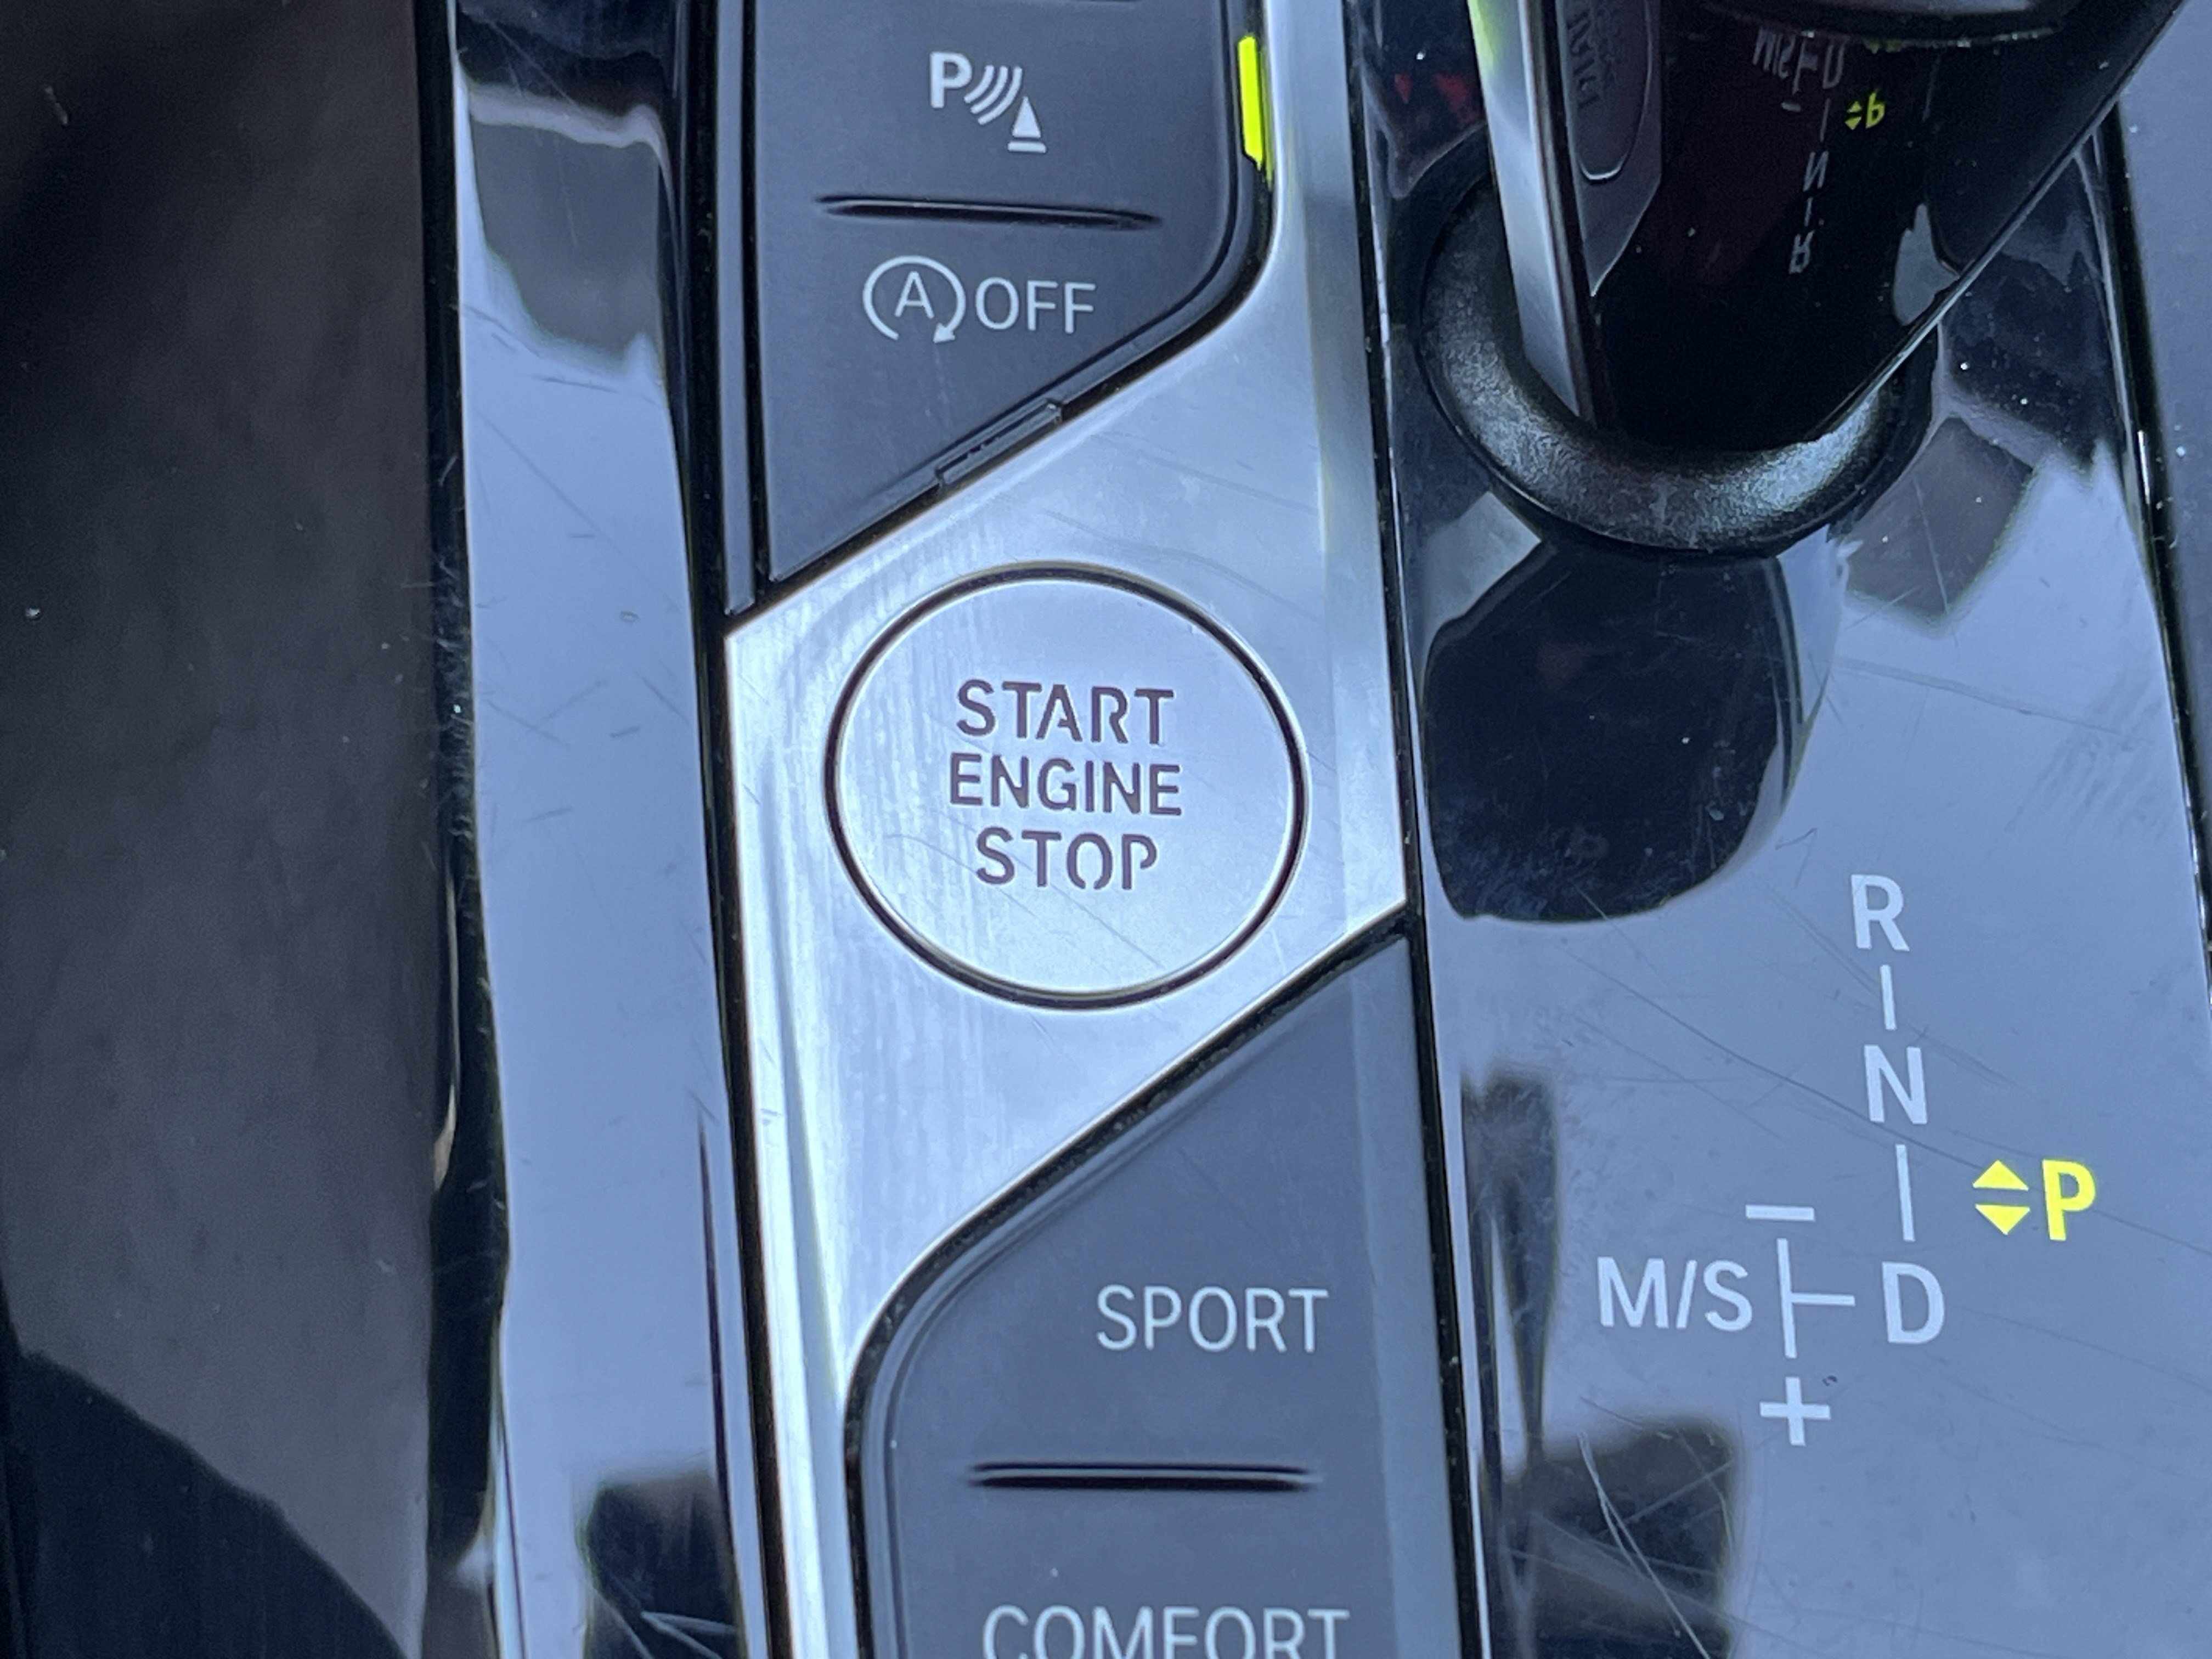 P
A OFF
START
ENGINE
STOP
SPORT
COMFORT
R
N
P
M/S D
+